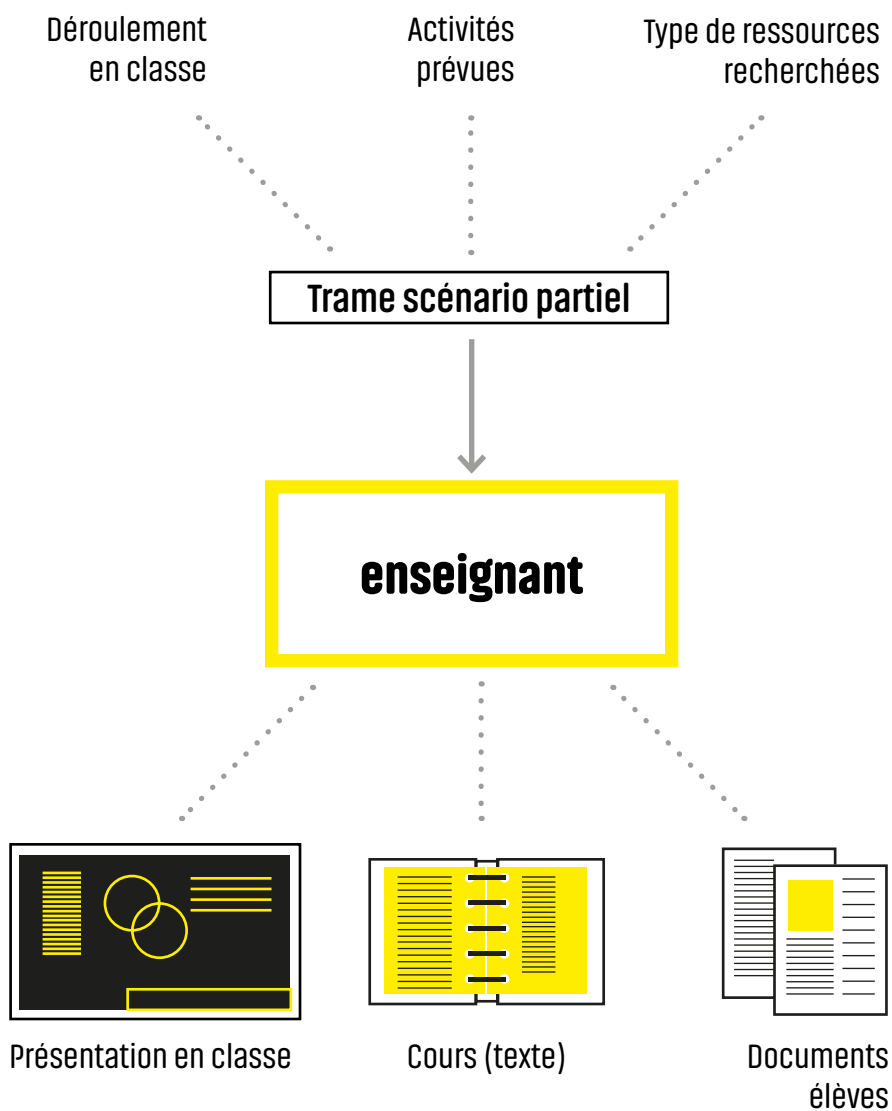 Déroulement
en classe
Activités
prévues
Type de ressources
recherchées
Trame scénario partiel
enseignant
Présentation en classe
Cours (texte)
Documents
élèves